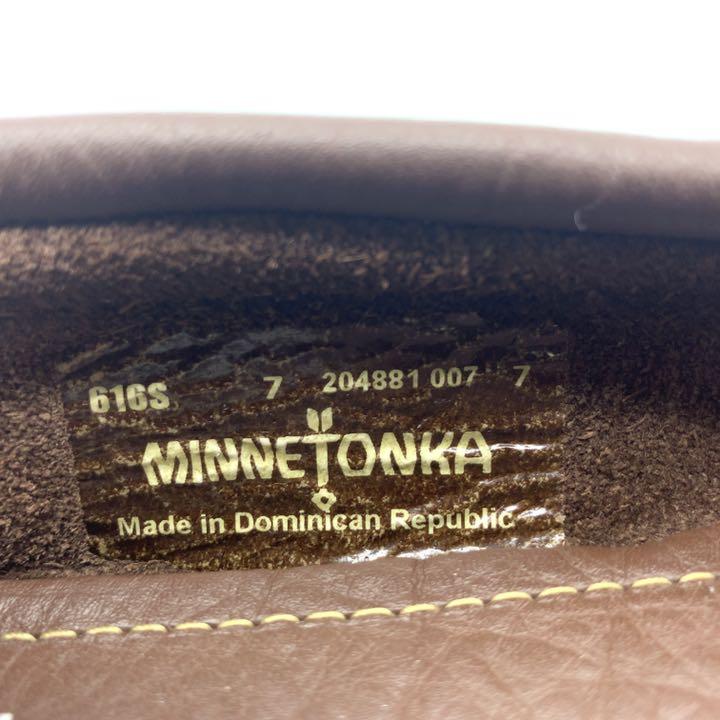 616S 7 204881 007 7
MINNETONKA
Made in Dominican Republic